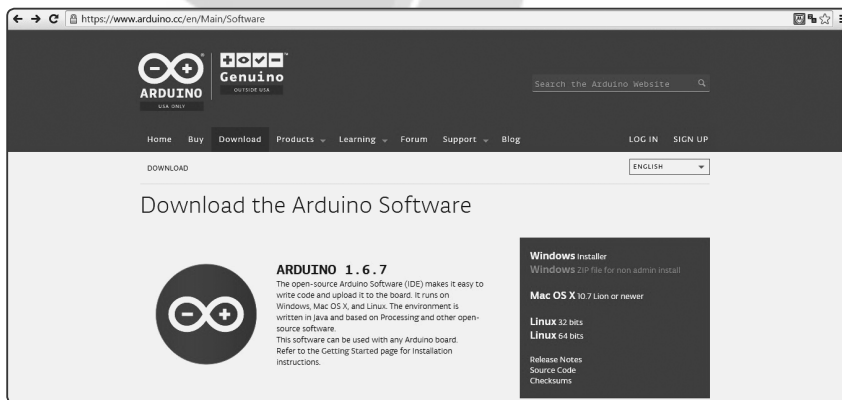 https://www.arduino.cc/en/Main/Software
ARDUINO
USA ONLY
Genuino
OUTSIDE USA
Search the Arduino Website
Home Buy Download Products Learning Forum Support Blog LOG IN SIGN UP
DOWNLOAD
ENGLISH
Download the Arduino Software
ARDUINO 1.6.7
The open-source Arduino Software (IDE) makes it easy to
write code and upload it to the board. It runs on
Windows, Mac OS X, and Linux. The environment is
written in Java and based on Processing and other open-
source software.
This software can be used with any Arduino board.
Refer to the Getting Started page for Installation
instructions.
Windows Installer
Windows ZIP file for non admin install
Mac OS X 10.7 Lion or newer
Linux 32 bits
Linux 64 bits
Release Notes
Source Code
Checksums